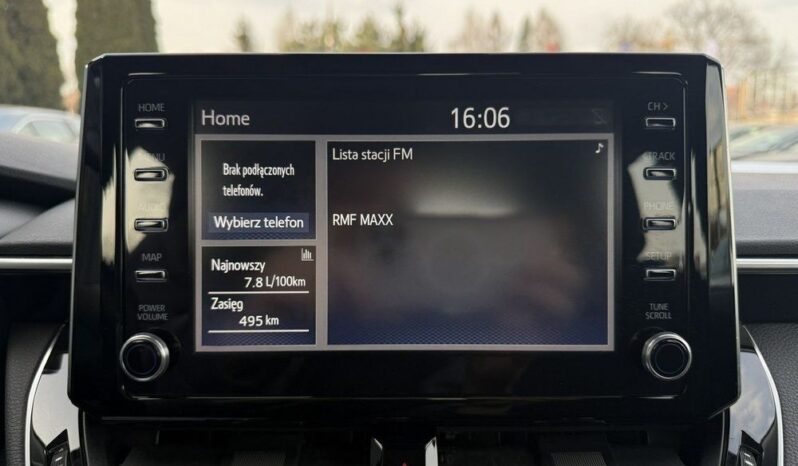 HOME
Home
16:06
CH >
MENU
Brak podłączonych
telefonów.
Wybierz telefon
Lista stacji FM
TRACK
AUDIO
RMF MAXX
PHONE
MAP
Najnowszy
7.8 L/100km
Zasięg
495 km
SETUP
POWER
VOLUME
TUNE
SCROLL